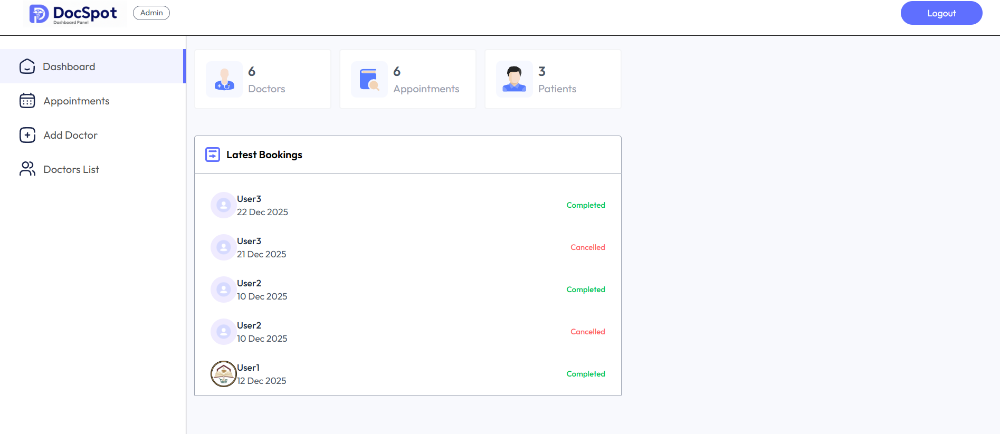 DocSpot
Dashboard Panel
Admin
Logout
Dashboard
Appointments
Add Doctor
Doctors List
6
Doctors
6
Appointments
3
Patients
Latest Bookings
User3
22 Dec 2025
Completed
User3
21 Dec 2025
Cancelled
User2
10 Dec 2025
Completed
User2
10 Dec 2025
Cancelled
User1
12 Dec 2025
Completed